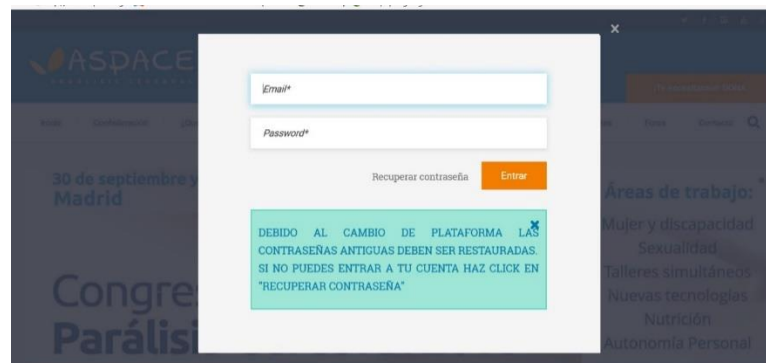 x
ASPACE
Email*
Password*
Recuperar contraseña
Entrar
DEBIDO AL CAMBIO DE PLATAFORMA LAS
CONTRASEÑAS ANTIGUAS DEBEN SER RESTAURADAS.
SI NO PUEDES ENTRAR A TU CUENTA HAZ CLICK EN
"RECUPERAR CONTRASEÑA"
Inicio
Confederación
Contacto
30 de septiembre y
Madrid
Congre
Parálisi
Áreas de trabajo:
Mujer y discapacidad
Sexualidad
Talleres simultáneos
Nuevas tecnologías
Nutrición
Autonomía Personal